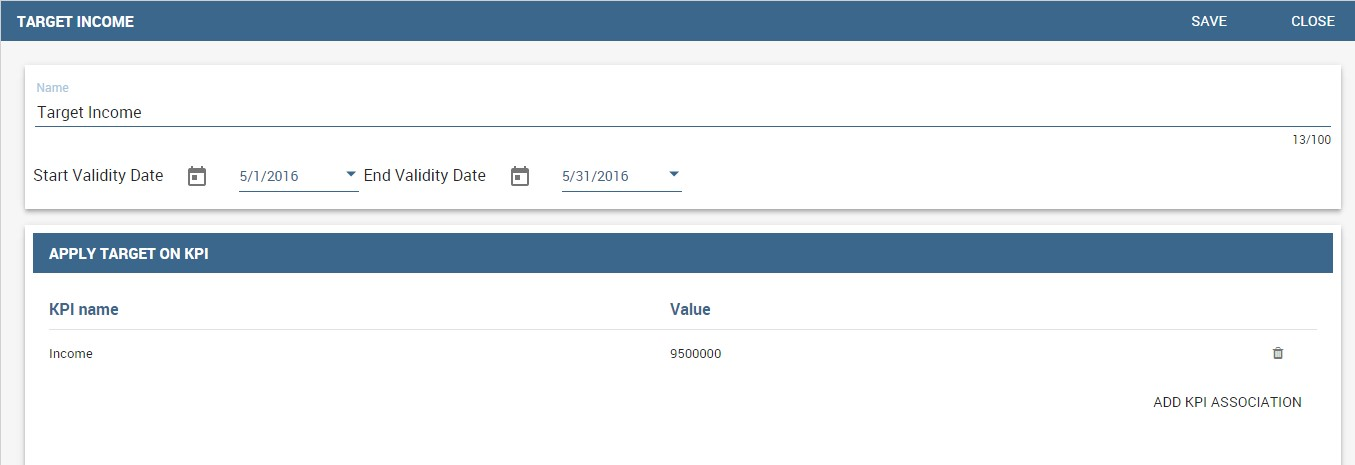 TARGET INCOME SAVE CLOSE
Name
Target Income
13/100
Start Validity Date 5/1/2016 End Validity Date 5/31/2016
APPLY TARGET ON KPI
KPI name Value
Income 9500000
ADD KPI ASSOCIATION